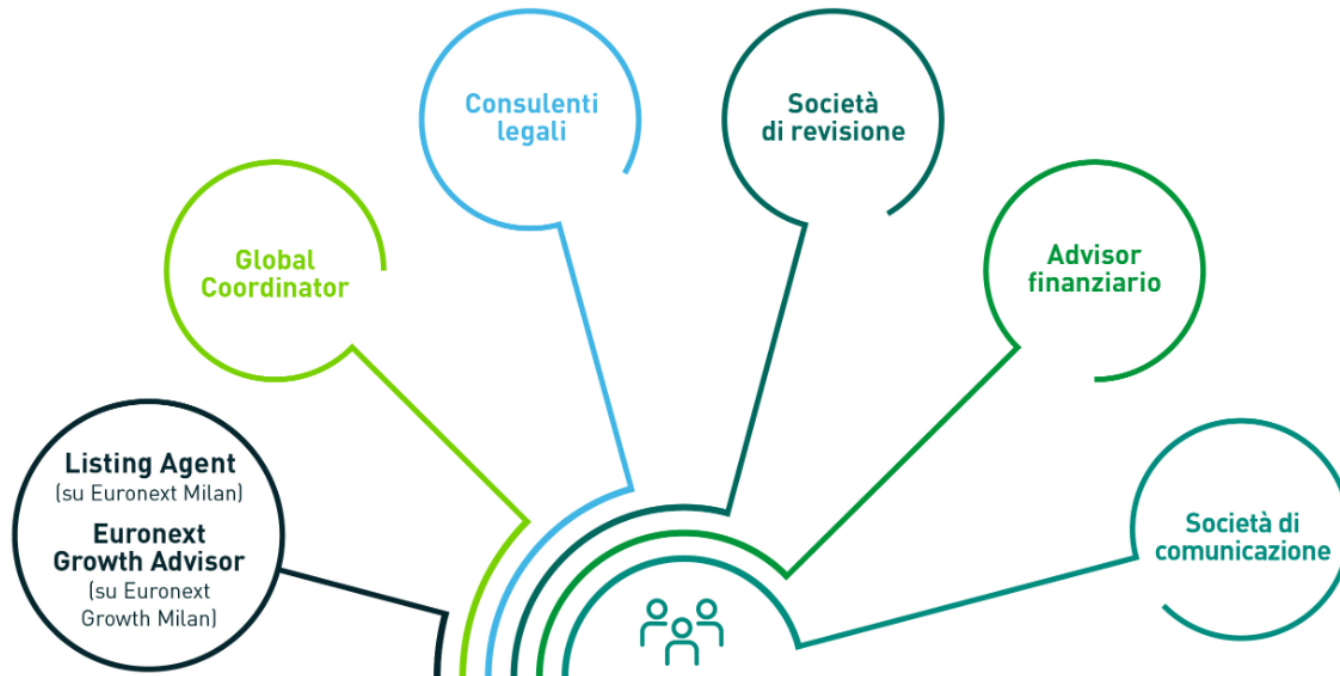 Consulenti
legali
Società
di revisione
Global
Coordinator
Advisor
finanziario
Listing Agent
(su Euronext Milan)
Euronext
Growth Advisor
(su Euronext
Growth Milan)
Società di
comunicazione